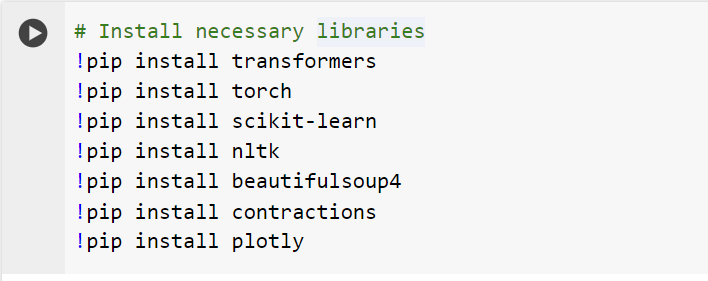 # Install necessary libraries
!pip install transformers
!pip install torch
!pip install scikit-learn
!pip install nltk
!pip install beautifulsoup4
!pip install contractions
!pip install plotly